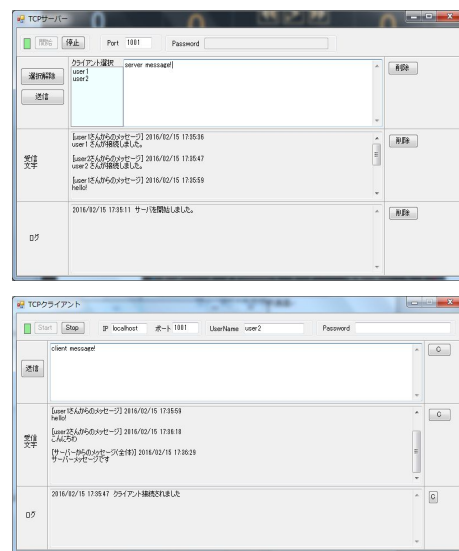 TCPサーバー
開始 停止 Port 1001 Password
選択解除
送信
クライアント選択
user1
user2
server message!
削除
受信
文字
[user1さんからのメッセージ] 2016/02/15 17:35:36
user1 さんが接続しました。
[user2さんからのメッセージ] 2016/02/15 17:35:47
user2 さんが接続しました。
[user1さんからのメッセージ] 2016/02/15 17:35:59
hello!
削除
ログ
2016/02/15 17:35:11 サーバを開始しました。
削除
TCPクライアント
Start Stop IP localhost ポート 1001 UserName user2 Password
送信
client message!
C
受信
文字
[user1さんからのメッセージ] 2016/02/15 17:35:59
hello!
[user2さんからのメッセージ] 2016/02/15 17:36:18
こんにちわ
[サーバーからのメッセージ(全体)] 2016/02/15 17:36:29
サーバーメッセージです
C
ログ
2016/02/15 17:35:47 クライアント接続されました
C